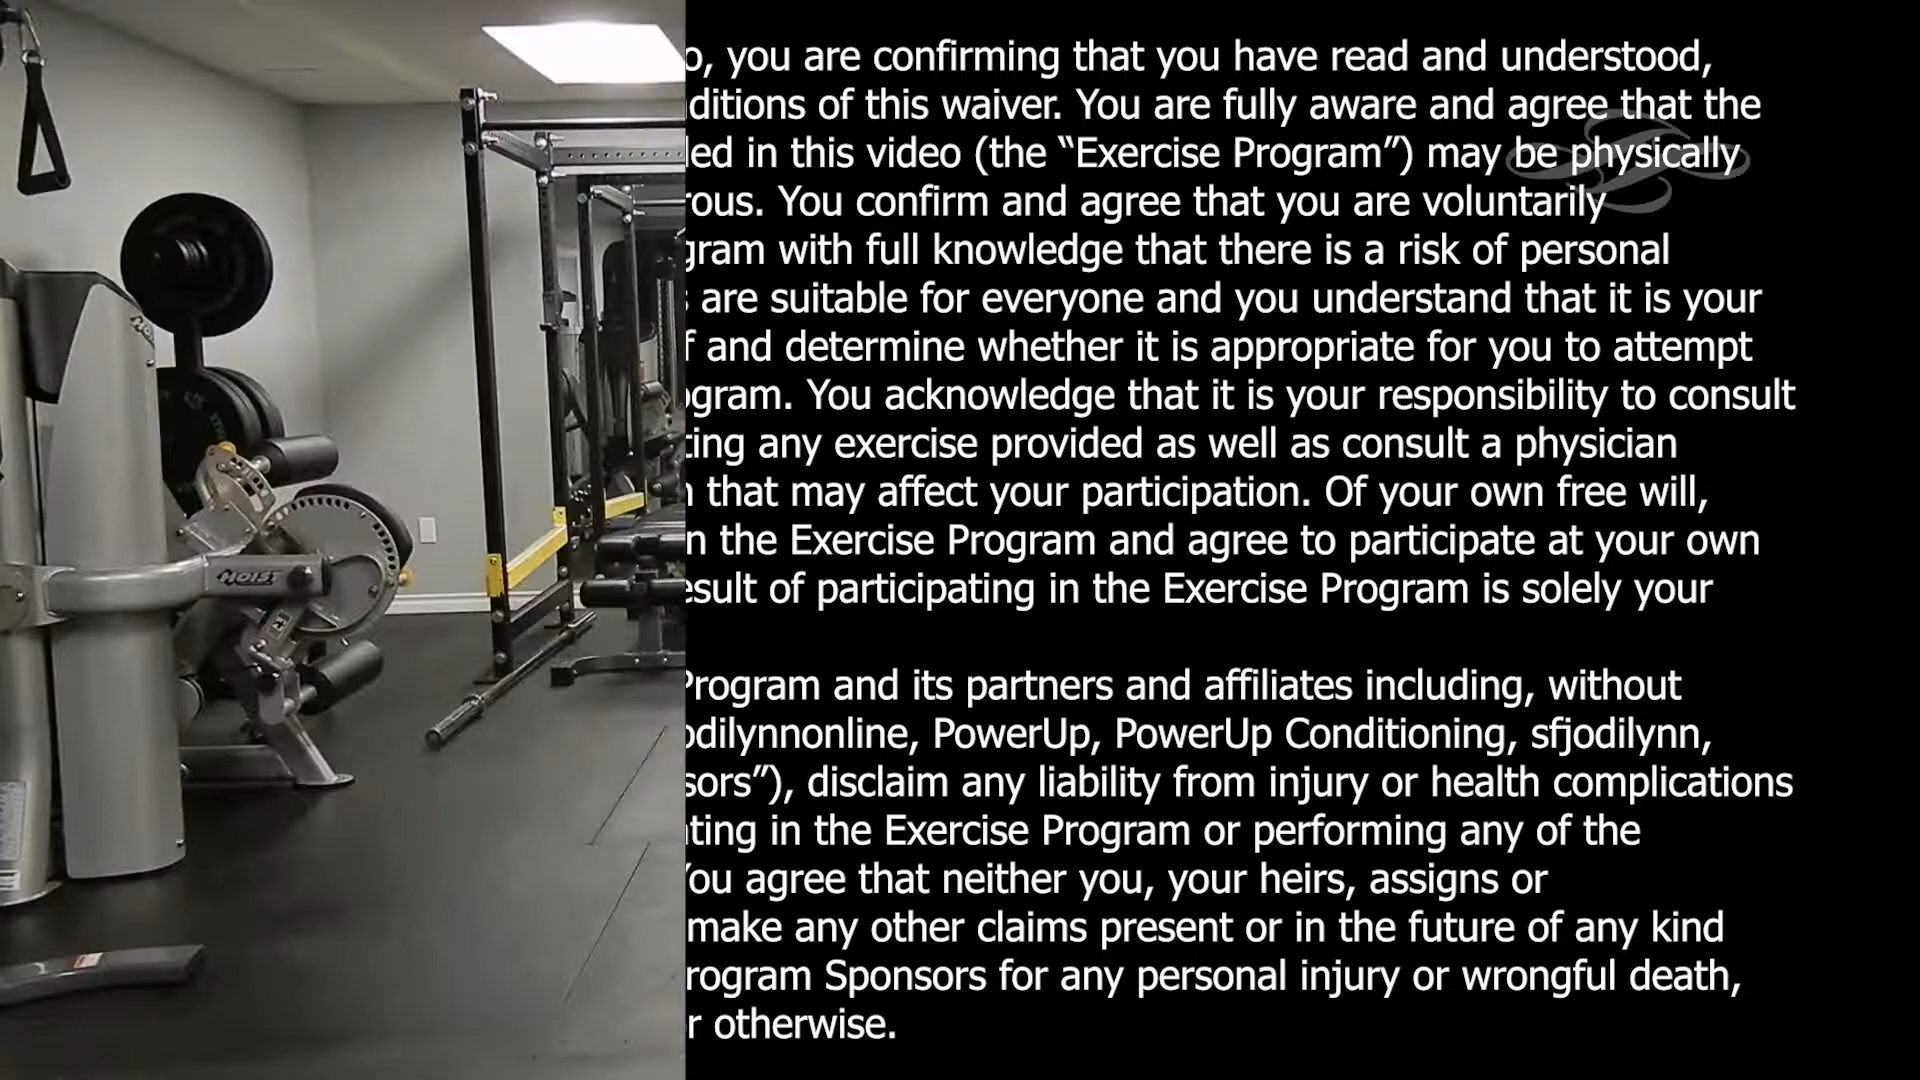 o, you are confirming that you have read and understood,
ditions of this waiver. You are fully aware and agree that the
ded in this video (the “Exercise Program”) may be physically
rous. You confirm and agree that you are voluntarily
gram with full knowledge that there is a risk of personal
s are suitable for everyone and you understand that it is your
f and determine whether it is appropriate for you to attempt
ogram. You acknowledge that it is your responsibility to consult
ting any exercise provided as well as consult a physician
n that may affect your participation. Of your own free will,
in the Exercise Program and agree to participate at your own
esult of participating in the Exercise Program is solely your
Program and its partners and affiliates including, without
odilynnonline, PowerUp, PowerUp Conditioning, sfjodilynn,
sors”), disclaim any liability from injury or health complications
ating in the Exercise Program or performing any of the
You agree that neither you, your heirs, assigns or
make any other claims present or in the future of any kind
rogram Sponsors for any personal injury or wrongful death,
r otherwise.
HOIST